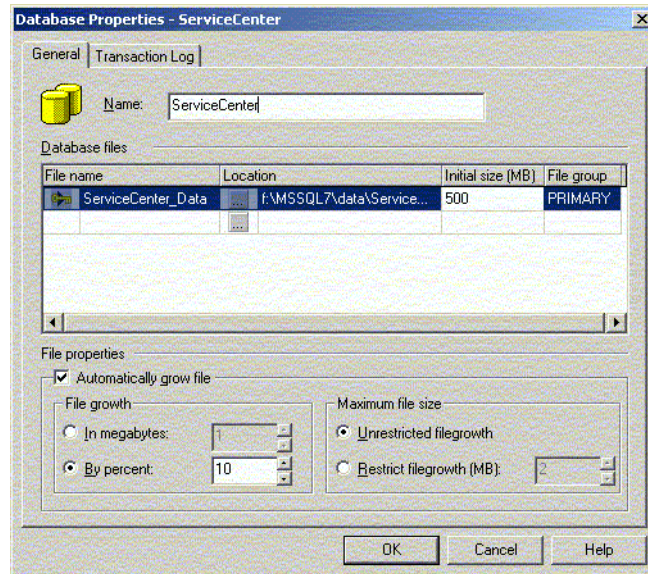 Database Properties - ServiceCenter
General Transaction Log
Name: ServiceCenter
Database files
File name Location Initial size (MB) File group
ServiceCenter_Data ... f:\MSSQL7\data\Service... 500 PRIMARY
...
File properties
Automatically grow file
File growth Maximum file size
In megabytes: 1 Unrestricted filegrowth
By percent: 10 Restrict filegrowth (MB): 2
OK Cancel Help